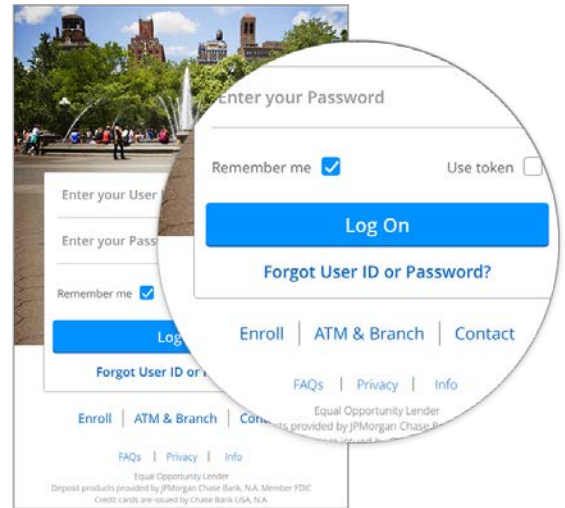 Enter your User
Enter your Pass
Remember me
Log
Forgot User ID or
Enroll | ATM & Branch |
FAQs | Privacy | Info
Equal Opportunity Lender
Deposit products provided by JPMorgan Chase Bank, N.A. Member FDIC
Credit cards are issued by Chase Bank USA, N.A.
Enter your Password
Remember me Use token
Log On
Forgot User ID or Password?
Enroll | ATM & Branch | Contact
FAQs | Privacy | Info
Equal Opportunity Lender
provided by JPMorgan Chase